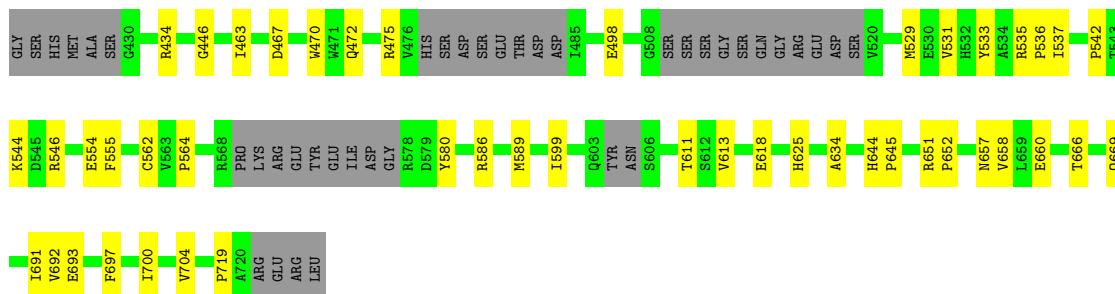 GLY SER HIS MET ALA SER G430 R434 G446 I463 D467 W470 W471 Q472 R475 V476 HIS SER ASP SER GLU THR ASP ASP I485 E498 G508 SER SER SER GLY SER GLN GLY ARG GLU ASP SER V520 M529 E530 V531 H532 Y533 A534 R535 P536 I537 P542 T543
K544 D545 R546 E554 F555 C562 V563 P564 R568 PRO LYS ARG GLU TYR GLU ILE ASP GLY R578 D579 Y580 R586 M589 I599 Q603 TYR ASN S606 T611 S612 V613 E618 H625 A634 H644 P645 R651 P652 N657 V658 L659 E660 T666
I691 V692 E693 F697 I700 V704 P719 A720 ARG GLU ARG LEU